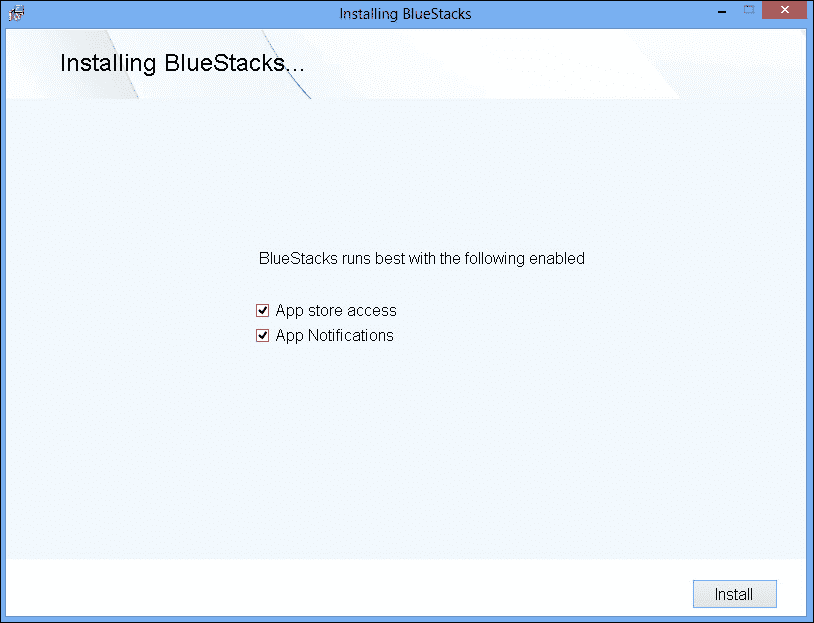 Installing BlueStacks
Installing BlueStacks...
BlueStacks runs best with the following enabled
App store access
App Notifications
Install